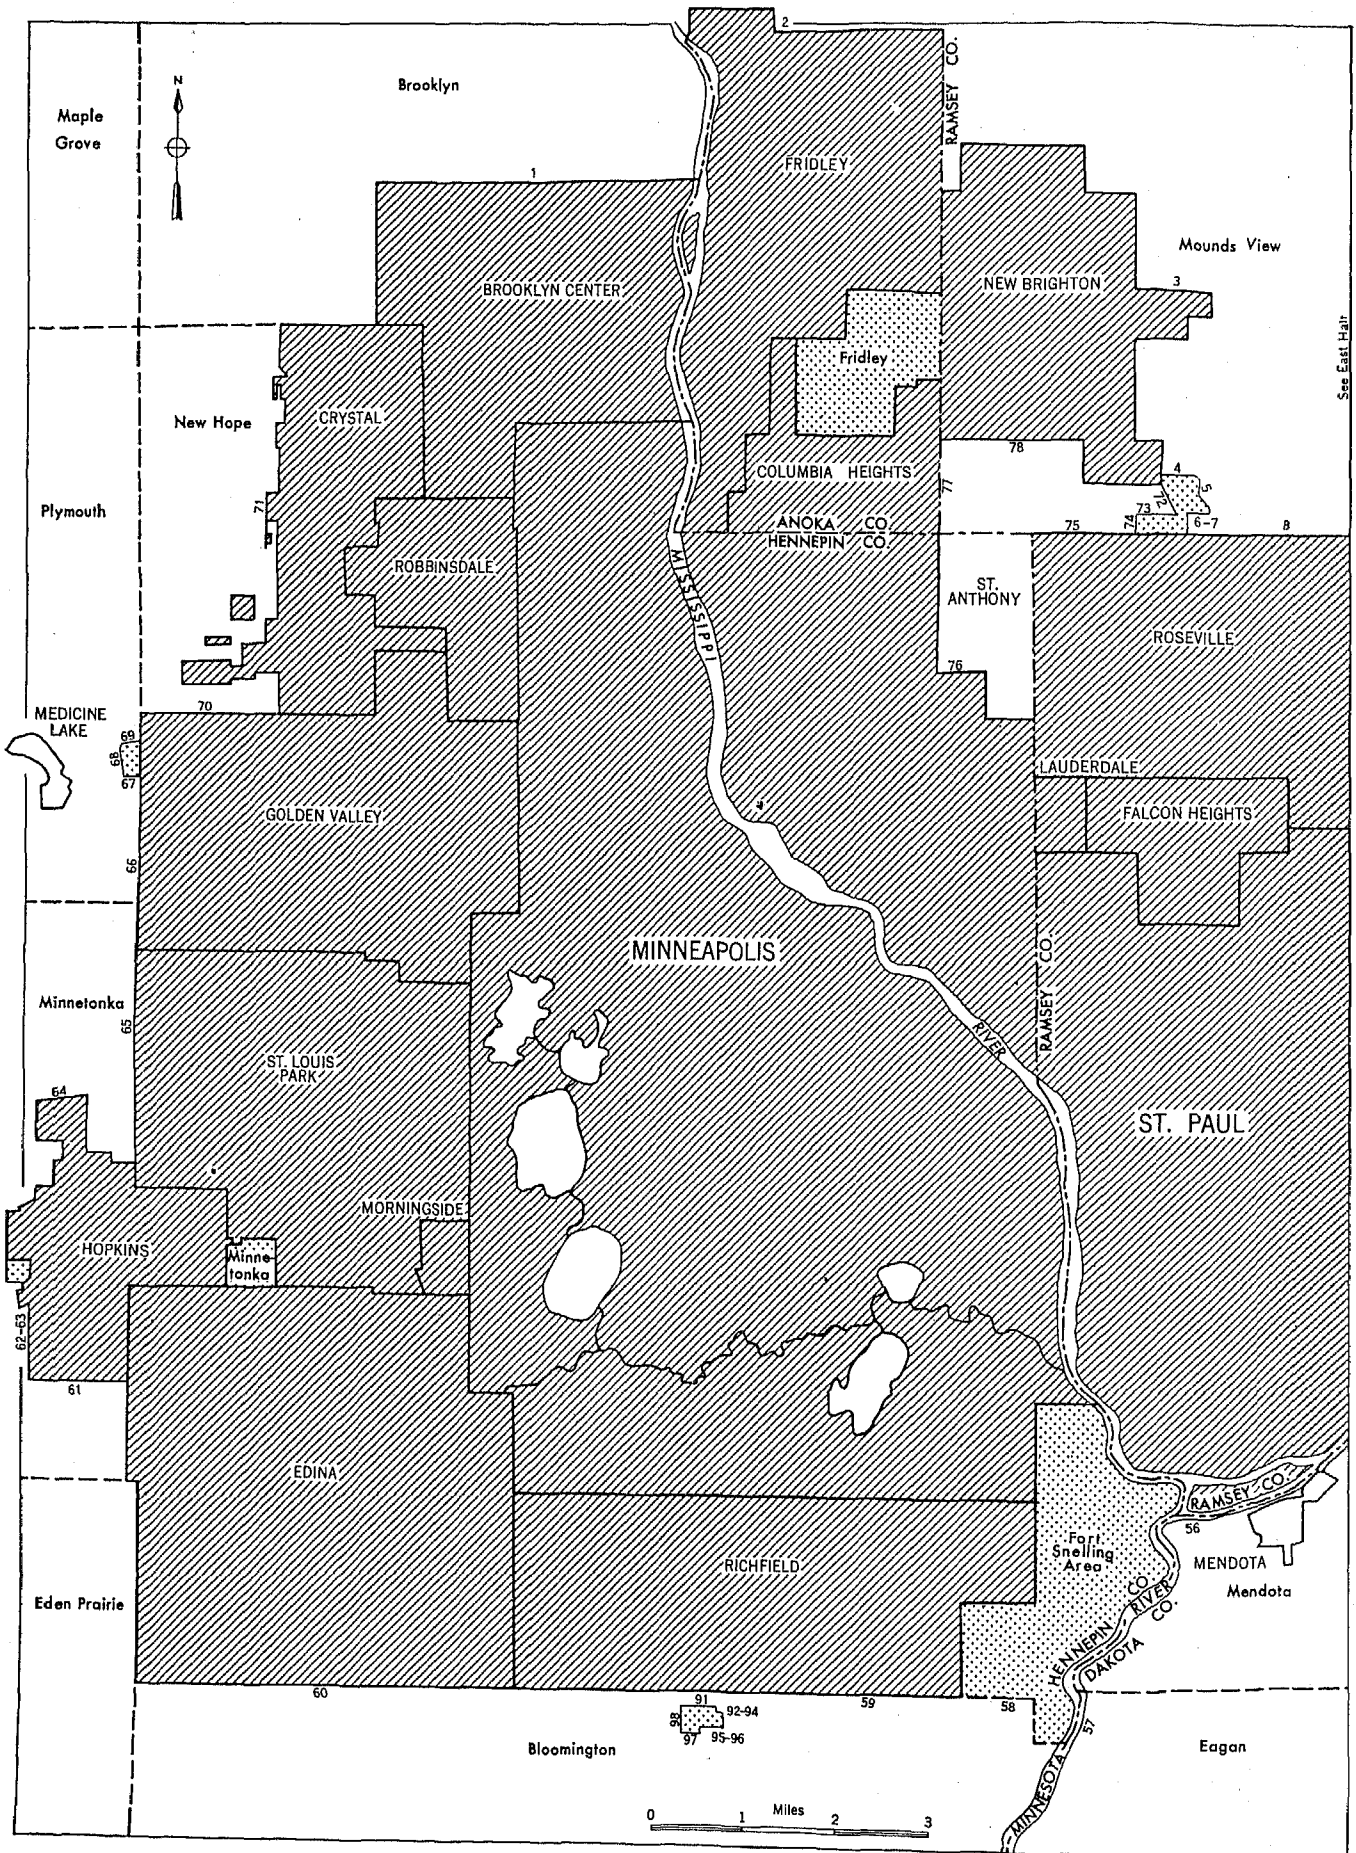 2
RAMSEY CO.
N
Brooklyn
Maple
Grove
FRIDLEY
1
Mounds View
BROOKLYN CENTER
NEW BRIGHTON
3
See East Half
Fridley
New Hope
CRYSTAL
78
COLUMBIA HEIGHTS
4
77
5
72
71
Plymouth
73
74
6-7
75
8
ANOKA CO.
HENNEPIN CO.
MISSISSIPPI
ROBBINSDALE
ST.
ANTHONY
ROSEVILLE
76
70
MEDICINE
LAKE
69
68
67
LAUDERDALE
GOLDEN VALLEY
FALCON HEIGHTS
66
MINNEAPOLIS
RAMSEY CO.
Minnetonka
65
RIVER
ST. LOUIS
PARK
64
ST. PAUL
MORNINGSIDE
HOPKINS
Minne-
tonka
62-63
61
EDINA
RAMSEY CO.
56
Fort
Snelling
Area
RICHFIELD
MENDOTA
Mendota
Eden Prairie
HENNEPIN CO.
RIVER
DAKOTA CO.
60
91
59
58
98
92-94
97
95-96
57
Bloomington
Eagan
MINNESOTA
0 1 Miles 2 3